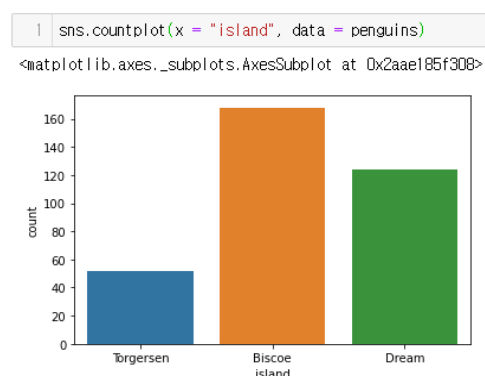 1 sns.countplot(x = "island", data = penguins)
<matplotlib.axes._subplots.AxesSubplot at 0x2aae185f308>
160
140
120
100
80
60
40
20
0
count
Torgersen Biscoe Dream
island